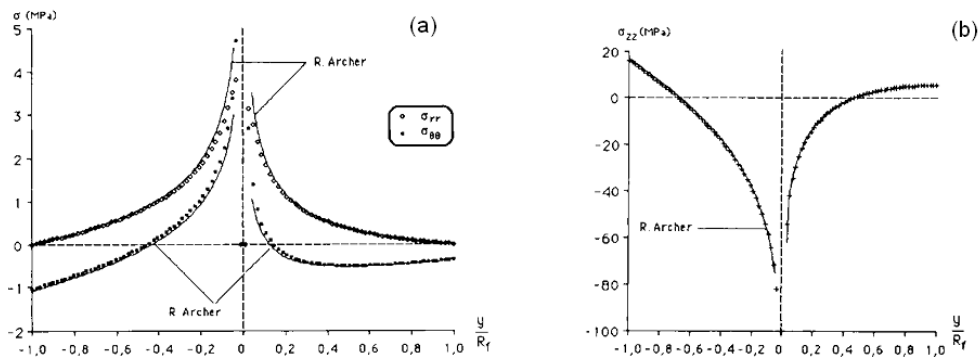 σ (MPa)
(a)
5
4
3
2
1
0
-1
-2
R. Archer
σrr
σθθ
R. Archer
-1,0 -0,8 -0,6 -0,4 -0,2 0 0,2 0,4 0,6 0,8 1,0
y/Rf
σzz (MPa)
(b)
20
0
-20
-40
-60
-80
-100
R. Archer
-1,0 -0,8 -0,6 -0,4 -0,2 0 0,2 0,4 0,6 0,8 1,0
y/Rf